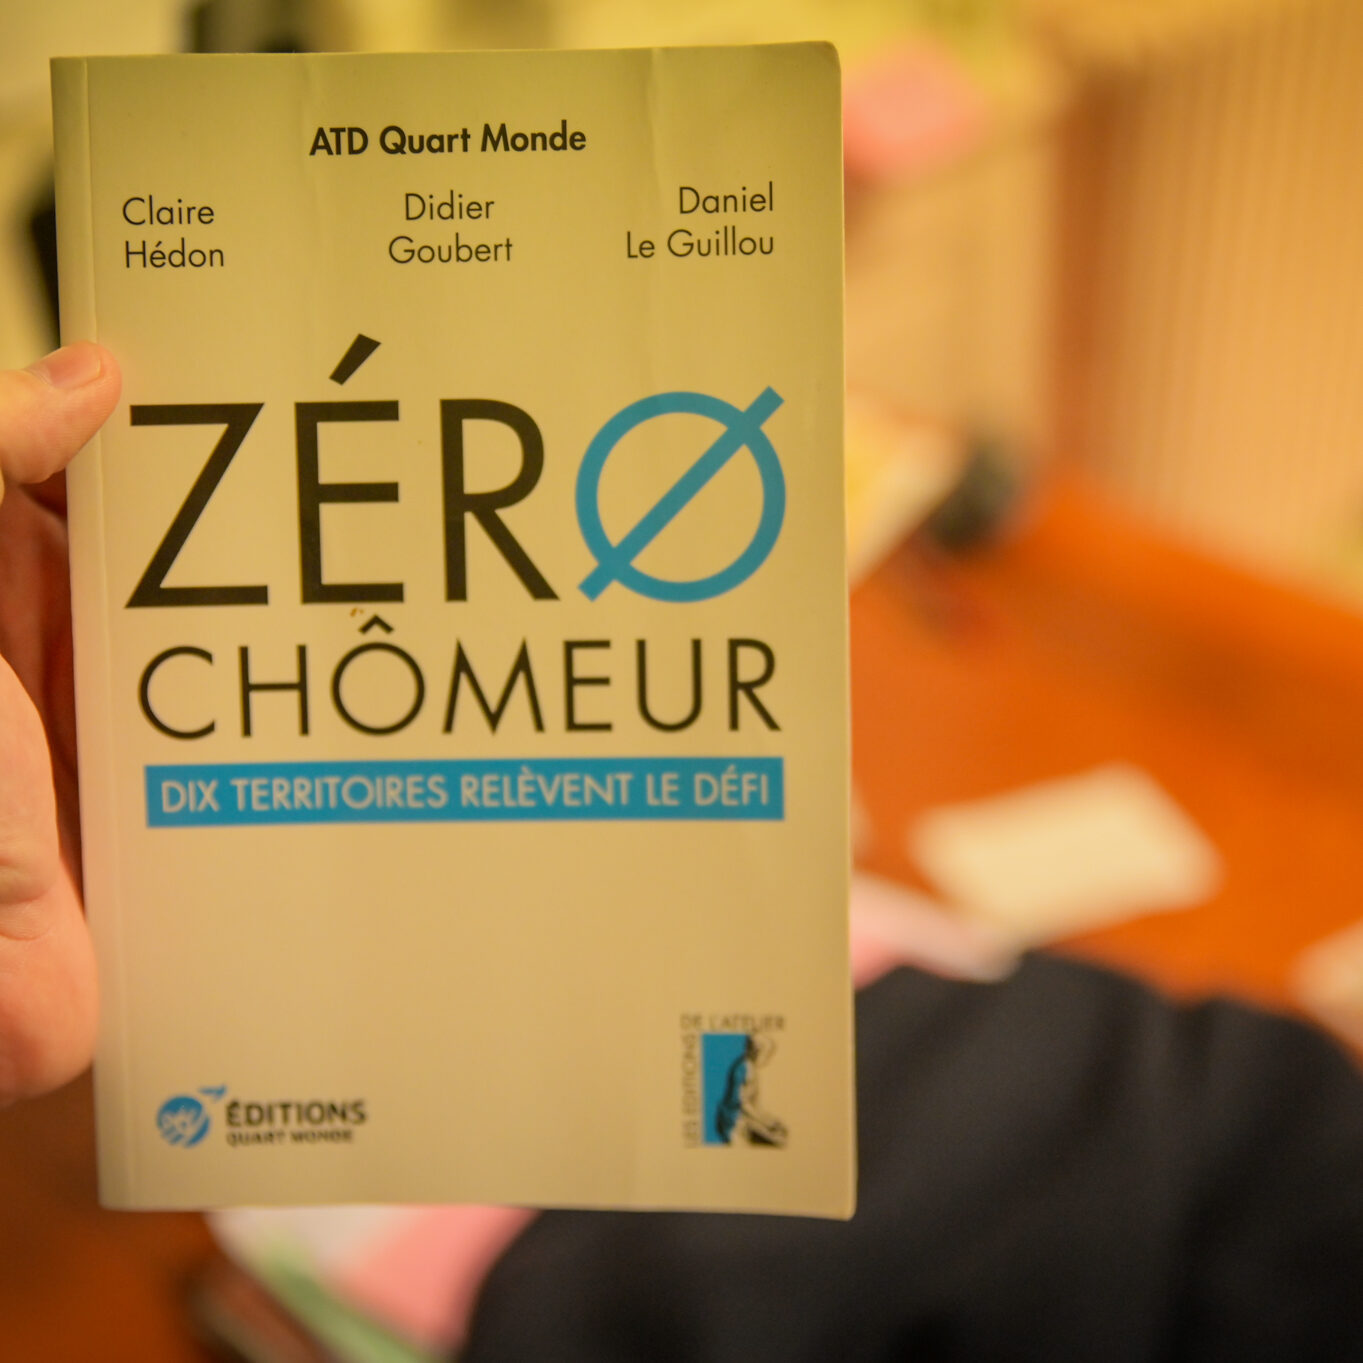 ATD Quart Monde
Claire
Hédon
Didier
Goubert
Daniel
Le Guillou
ZÉRØ
CHÔMEUR
DIX TERRITOIRES RELÈVENT LE DÉFI
ÉDITIONS
QUART MONDE
LES EDITIONS
DE L'ATELIER